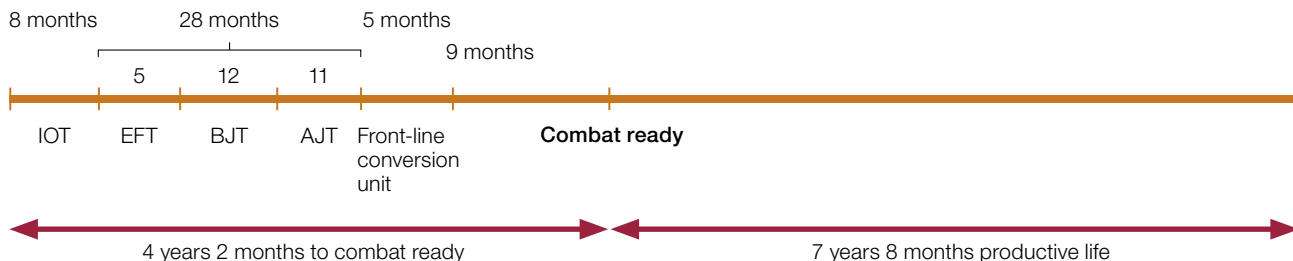 8 months
28 months
5 months
9 months
5
12
11
IOT
EFT
BJT
AJT
Front-line
conversion
unit
Combat ready
4 years 2 months to combat ready
7 years 8 months productive life